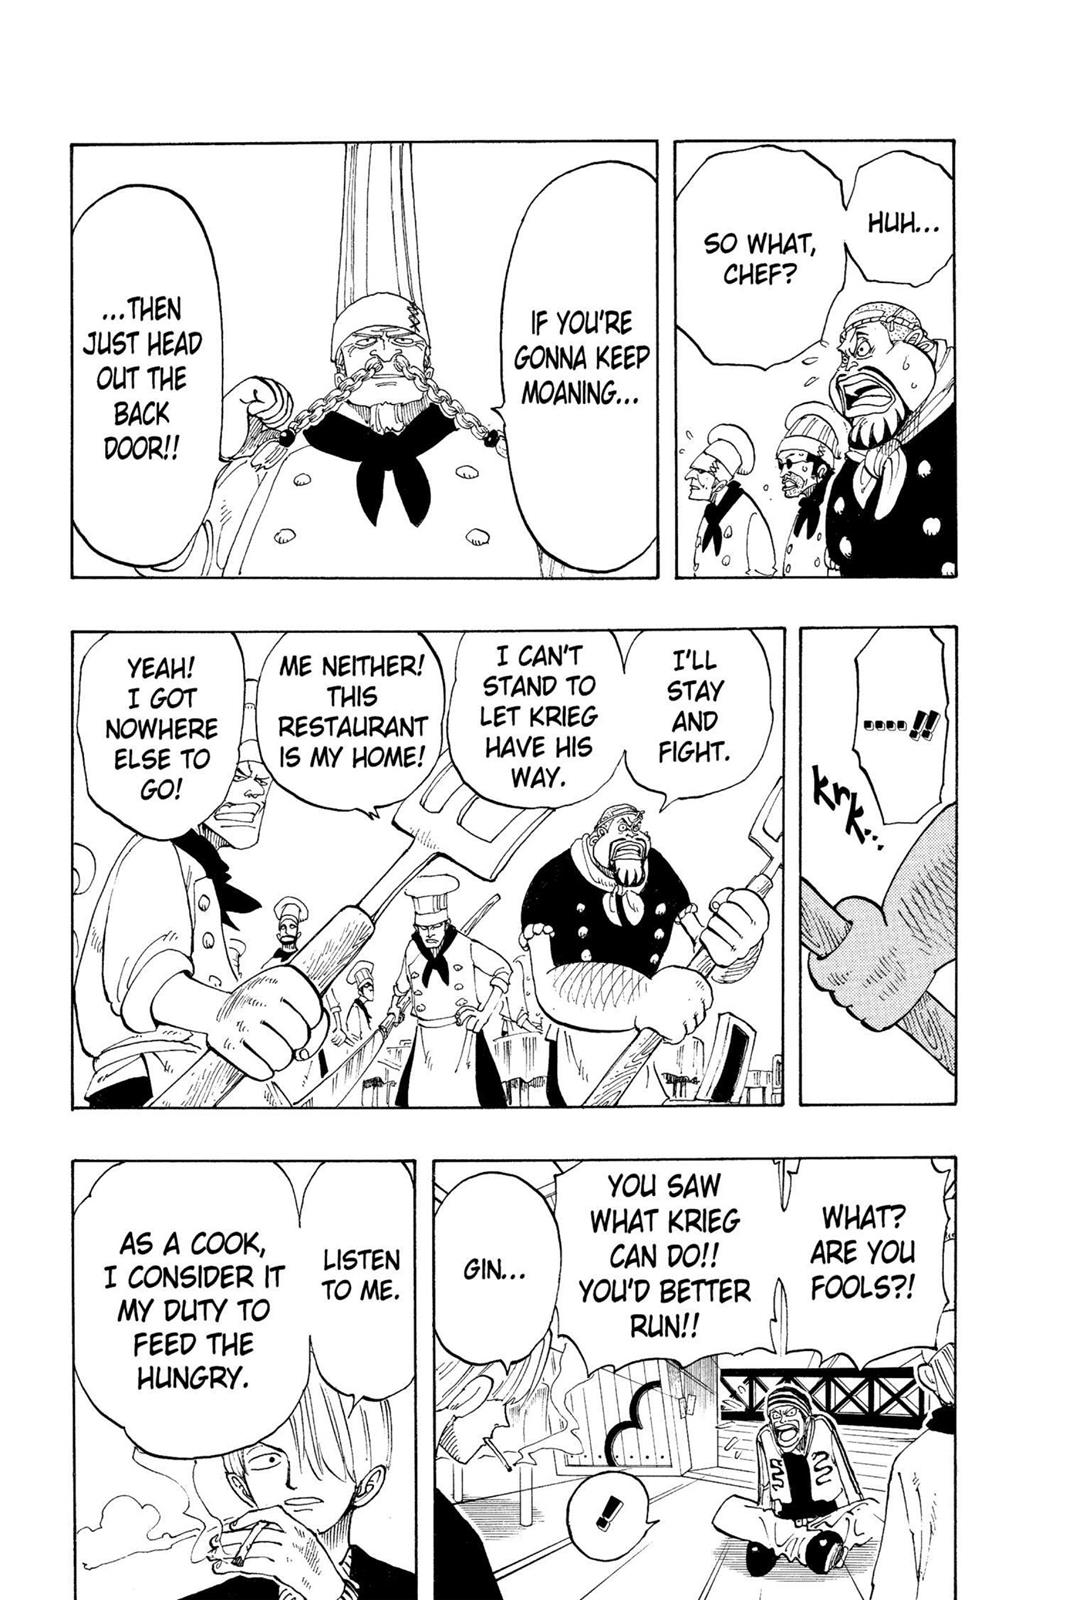 HUH...
SO WHAT,
CHEF?
IF YOU'RE
GONNA KEEP
MOANING...
...THEN
JUST HEAD
OUT THE
BACK
DOOR!!
.....!!
KRK
KRK...
I'LL
STAY
AND
FIGHT.
I CAN'T
STAND TO
LET KRIEG
HAVE HIS
WAY.
ME NEITHER!
THIS
RESTAURANT
IS MY HOME!
YEAH!
I GOT
NOWHERE
ELSE TO
GO!
WHAT?
ARE YOU
FOOLS?!
YOU SAW
WHAT KRIEG
CAN DO!!
YOU'D BETTER
RUN!!
GIN...
!!
LISTEN
TO ME.
AS A COOK,
I CONSIDER IT
MY DUTY TO
FEED THE
HUNGRY.